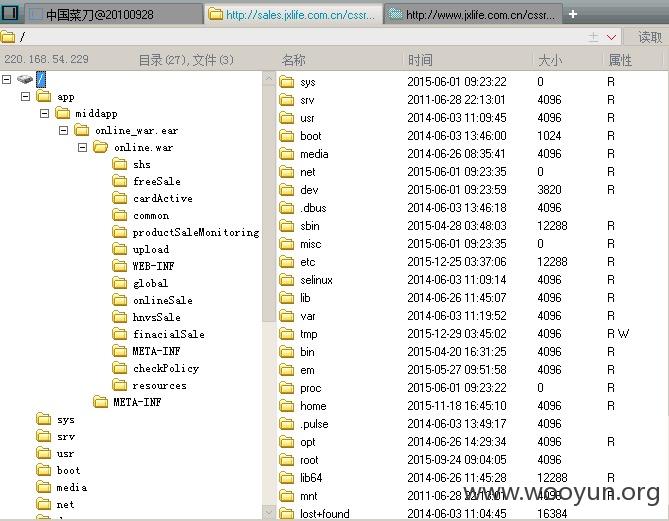 中国菜刀@20100928
http://sales.jxlife.com.cn/cssr...
http://www.jxlife.com.cn/cssr...
+
/
读取
220.168.54.229 目录(27),文件(3) 名称 时间 大小 属性
/
app
middapp
online_war.ear
online.war
shs
freeSale
cardActive
common
productSaleMonitoring
upload
WEB-INF
global
onlineSale
hnvsSale
finacialSale
META-INF
checkPolicy
resources
META-INF
sys
srv
usr
boot
media
net
sys 2015-06-01 09:23:22 0 R
srv 2011-06-28 22:13:01 4096 R
usr 2014-06-03 11:09:45 4096 R
boot 2014-06-03 13:46:00 1024 R
media 2014-06-26 08:35:41 4096 R
net 2015-06-01 09:23:35 0 R
dev 2015-06-01 09:23:59 3820 R
.dbus 2014-06-03 13:46:18 4096
sbin 2015-04-28 03:48:03 12288 R
misc 2015-06-01 09:23:35 0 R
etc 2015-12-25 03:37:06 12288 R
selinux 2014-06-03 11:09:14 4096 R
lib 2014-06-26 11:45:07 4096 R
var 2014-06-03 11:19:52 4096 R
tmp 2015-12-29 03:45:02 4096 R W
bin 2015-04-20 16:31:25 4096 R
em 2015-05-27 09:51:58 4096 R
proc 2015-06-01 09:23:22 0 R
home 2015-11-18 16:45:10 4096 R
.pulse 2014-06-03 13:49:17 4096
opt 2014-06-26 14:29:34 4096 R
root 2015-09-24 09:04:05 4096
lib64 2014-06-26 11:45:28 12288 R
mnt 2011-06-28 22:13:01 4096 R
lost+found 2014-06-03 11:04:45 16384
www.wooyun.org